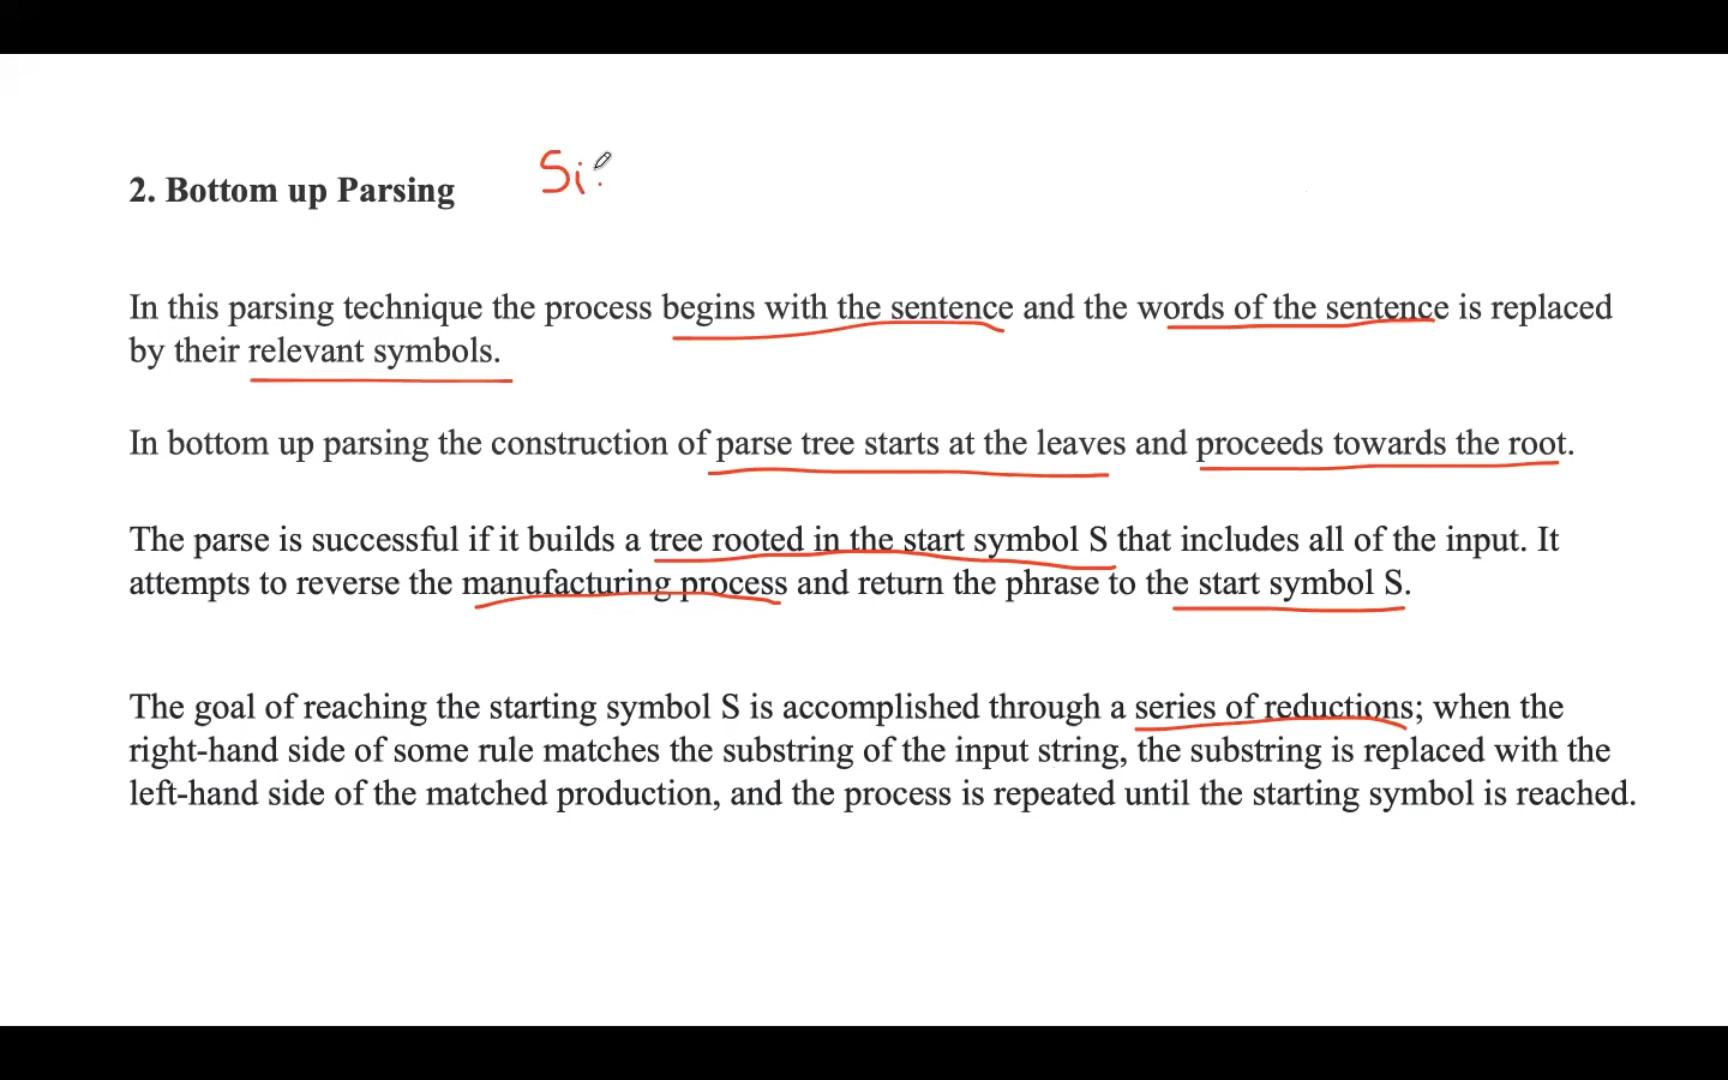 2. Bottom up Parsing Si
In this parsing technique the process begins with the sentence and the words of the sentence is replaced
by their relevant symbols.
In bottom up parsing the construction of parse tree starts at the leaves and proceeds towards the root.
The parse is successful if it builds a tree rooted in the start symbol S that includes all of the input. It
attempts to reverse the manufacturing process and return the phrase to the start symbol S.
The goal of reaching the starting symbol S is accomplished through a series of reductions; when the
right-hand side of some rule matches the substring of the input string, the substring is replaced with the
left-hand side of the matched production, and the process is repeated until the starting symbol is reached.